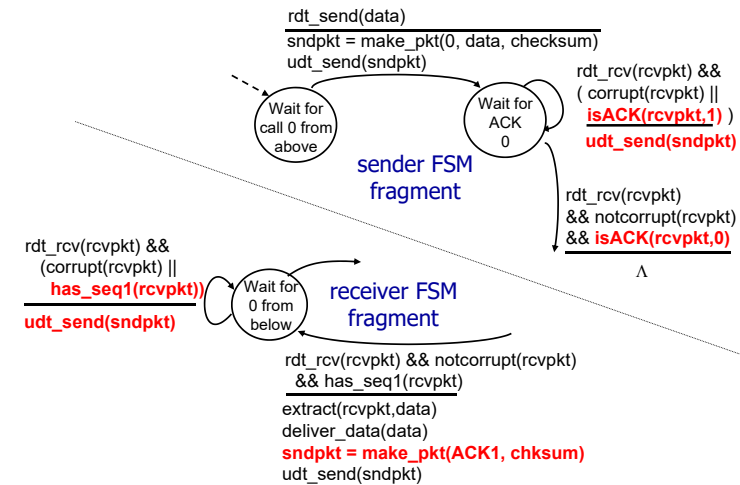 rdt_send(data)
sndpkt = make_pkt(0, data, checksum)
udt_send(sndpkt)
Wait for
call 0 from
above
Wait for
ACK
0
rdt_rcv(rcvpkt) &&
( corrupt(rcvpkt) ||
isACK(rcvpkt,1) )
udt_send(sndpkt)
sender FSM
fragment
rdt_rcv(rcvpkt)
&& notcorrupt(rcvpkt)
&& isACK(rcvpkt,0)
Λ
rdt_rcv(rcvpkt) &&
(corrupt(rcvpkt) ||
has_seq1(rcvpkt))
udt_send(sndpkt)
Wait for
0 from
below
receiver FSM
fragment
rdt_rcv(rcvpkt) && notcorrupt(rcvpkt)
&& has_seq1(rcvpkt)
extract(rcvpkt,data)
deliver_data(data)
sndpkt = make_pkt(ACK1, chksum)
udt_send(sndpkt)